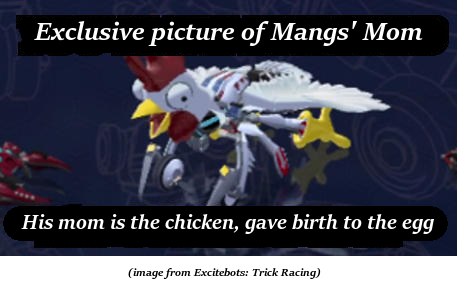 Exclusive picture of Mangs' Mom
His mom is the chicken, gave birth to the egg
(image from Excitebots: Trick Racing)